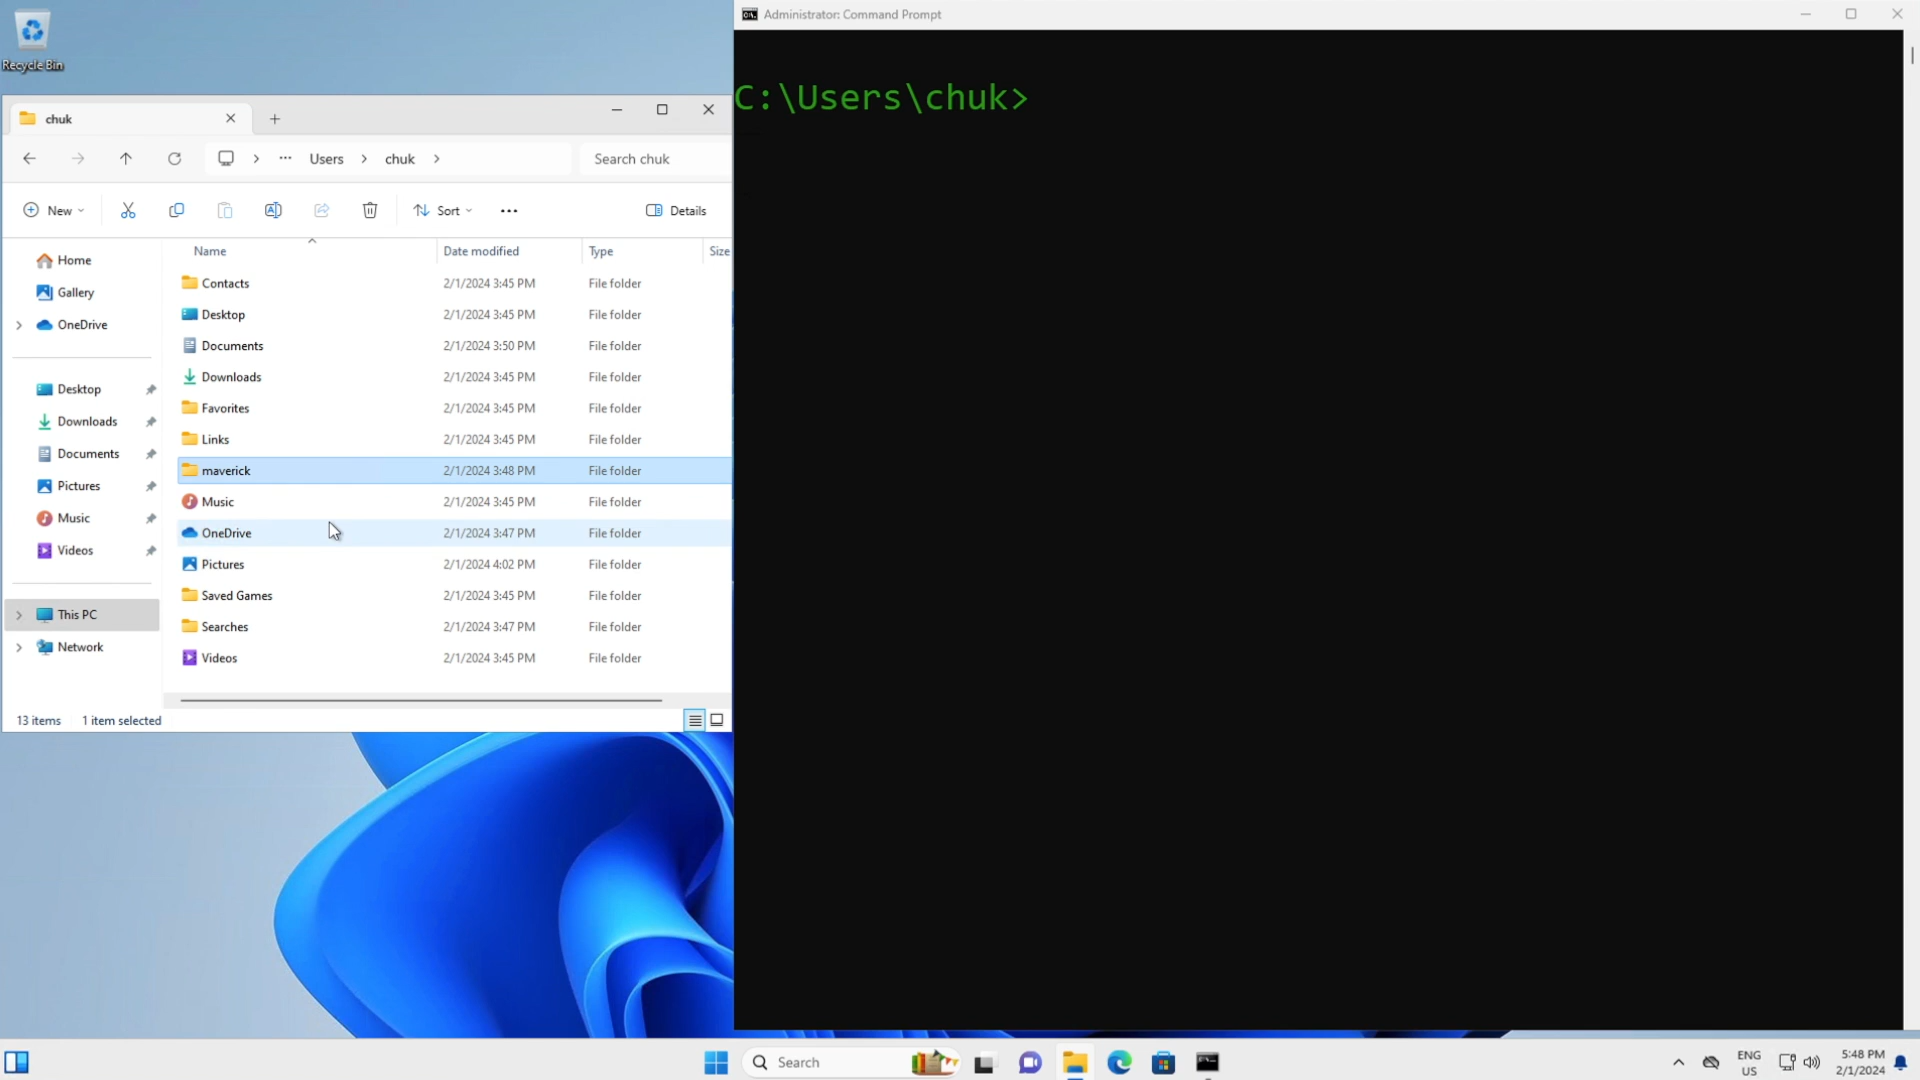 Recycle Bin
Administrator: Command Prompt
C:\Users\chuk>
chuk
Users
chuk
Search chuk
New
Sort
Details
Home
Gallery
OneDrive
Desktop
Downloads
Documents
Pictures
Music
Videos
This PC
Network
Name Date modified Type Size
Contacts 2/1/2024 3:45 PM File folder
Desktop 2/1/2024 3:45 PM File folder
Documents 2/1/2024 3:50 PM File folder
Downloads 2/1/2024 3:45 PM File folder
Favorites 2/1/2024 3:45 PM File folder
Links 2/1/2024 3:45 PM File folder
maverick 2/1/2024 3:48 PM File folder
Music 2/1/2024 3:45 PM File folder
OneDrive 2/1/2024 3:47 PM File folder
Pictures 2/1/2024 4:02 PM File folder
Saved Games 2/1/2024 3:45 PM File folder
Searches 2/1/2024 3:47 PM File folder
Videos 2/1/2024 3:45 PM File folder
13 items 1 item selected
Search
ENG
US
5:48 PM
2/1/2024